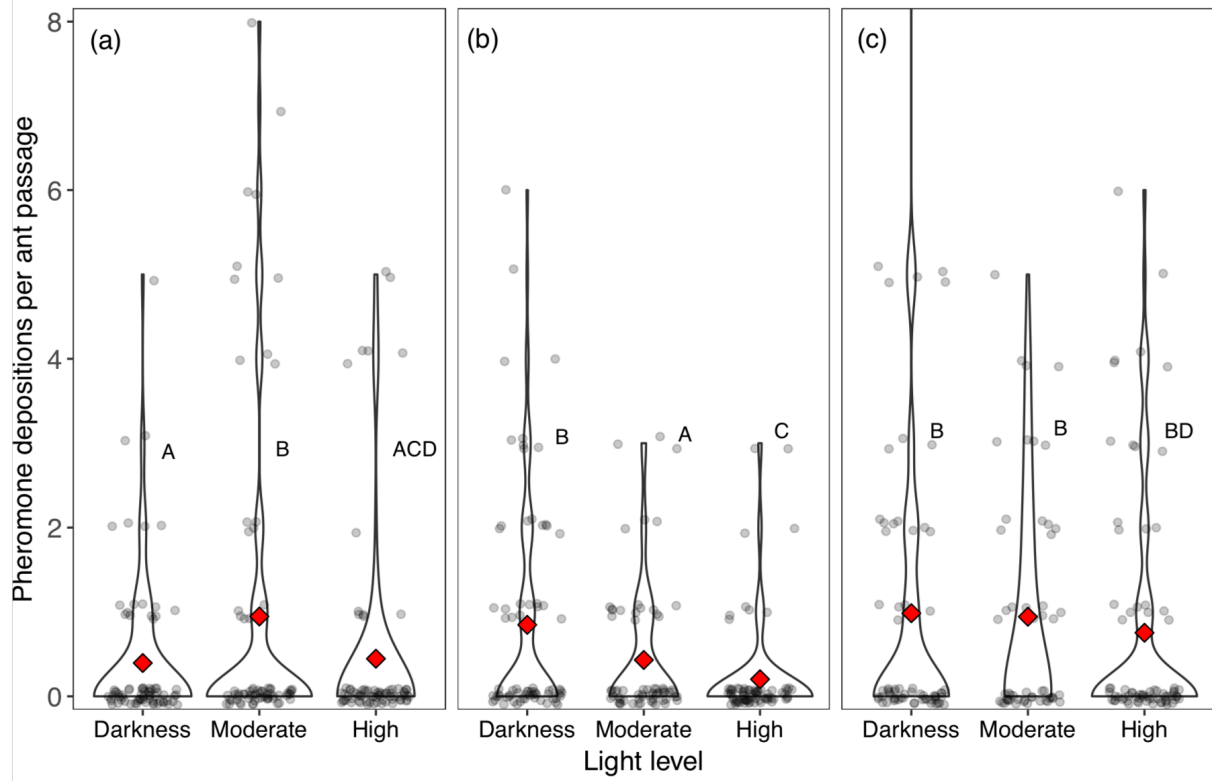 Pheromone depositions per ant passage
8
6
4
2
0
(a)
A
B
ACD
(b)
B
A
C
(c)
B
B
BD
Darkness Moderate High
Darkness Moderate High
Darkness Moderate High
Light level